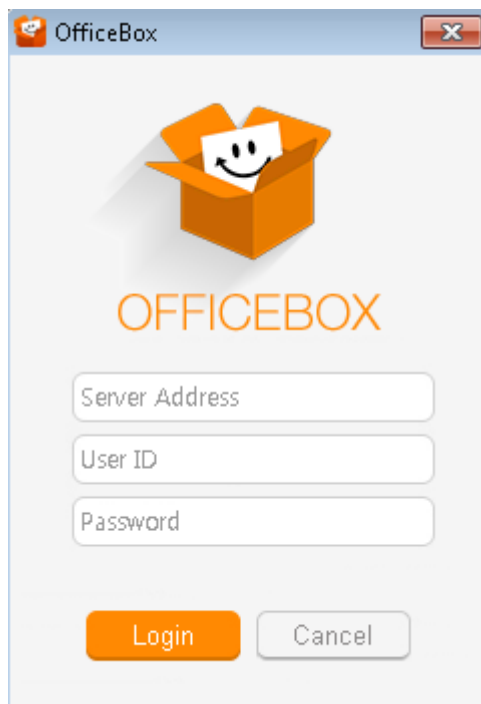 OfficeBox
OFFICEBOX
Server Address
User ID
Password
Login
Cancel